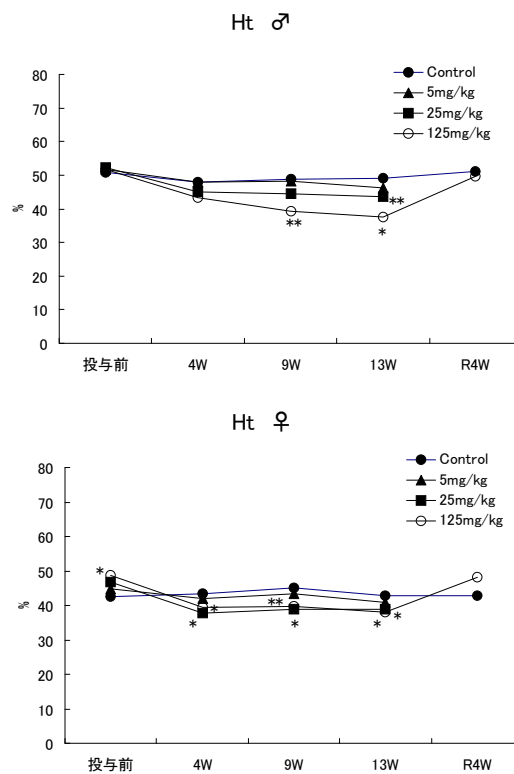 Ht ♂
Control
5mg/kg
25mg/kg
125mg/kg
80
70
60
50
40
30
20
10
0
%
**
**
*
投与前 4W 9W 13W R4W
Ht ♀
Control
5mg/kg
25mg/kg
125mg/kg
80
70
60
50
40
30
20
10
0
%
*
*
*
**
*
*
*
投与前 4W 9W 13W R4W